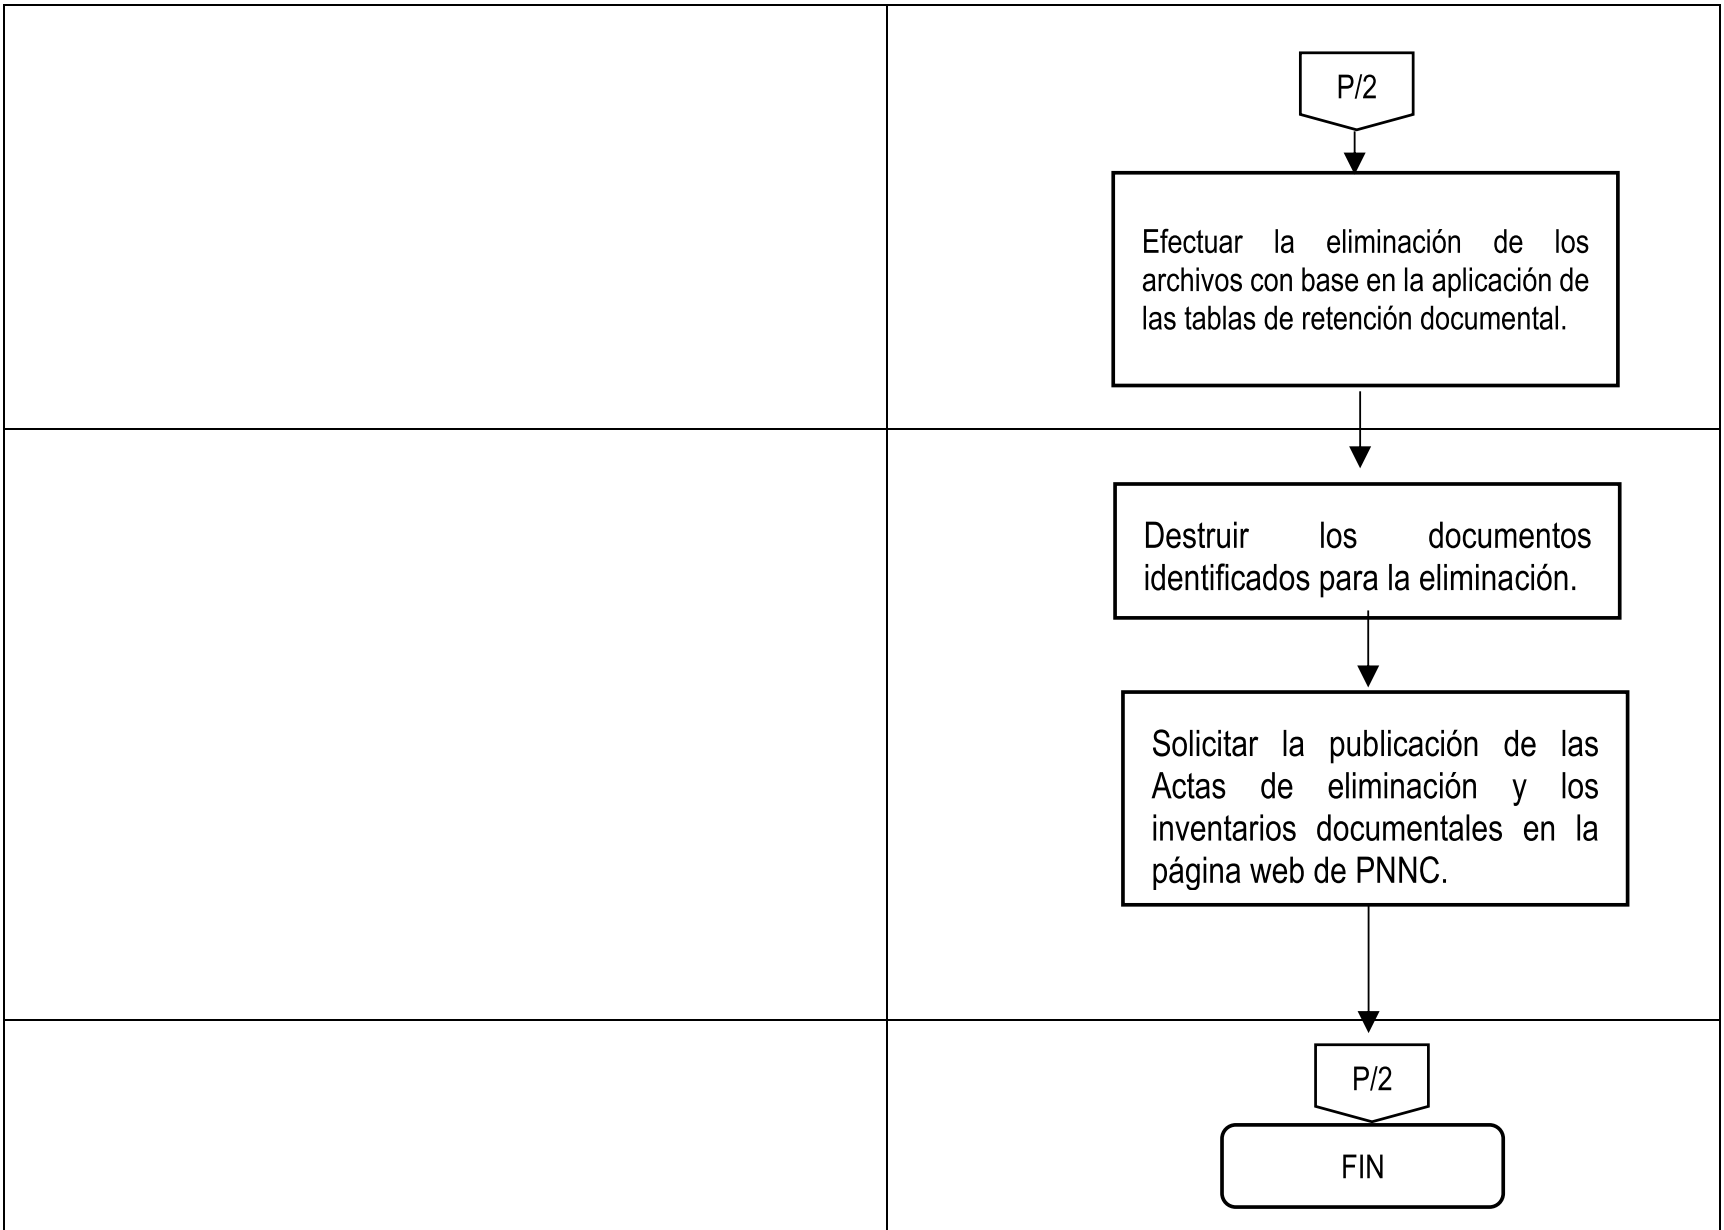 P/2
Efectuar la eliminación de los
archivos con base en la aplicación de
las tablas de retención documental.
Destruir los documentos
identificados para la eliminación.
Solicitar la publicación de las
Actas de eliminación y los
inventarios documentales en la
página web de PNNC.
P/2
FIN